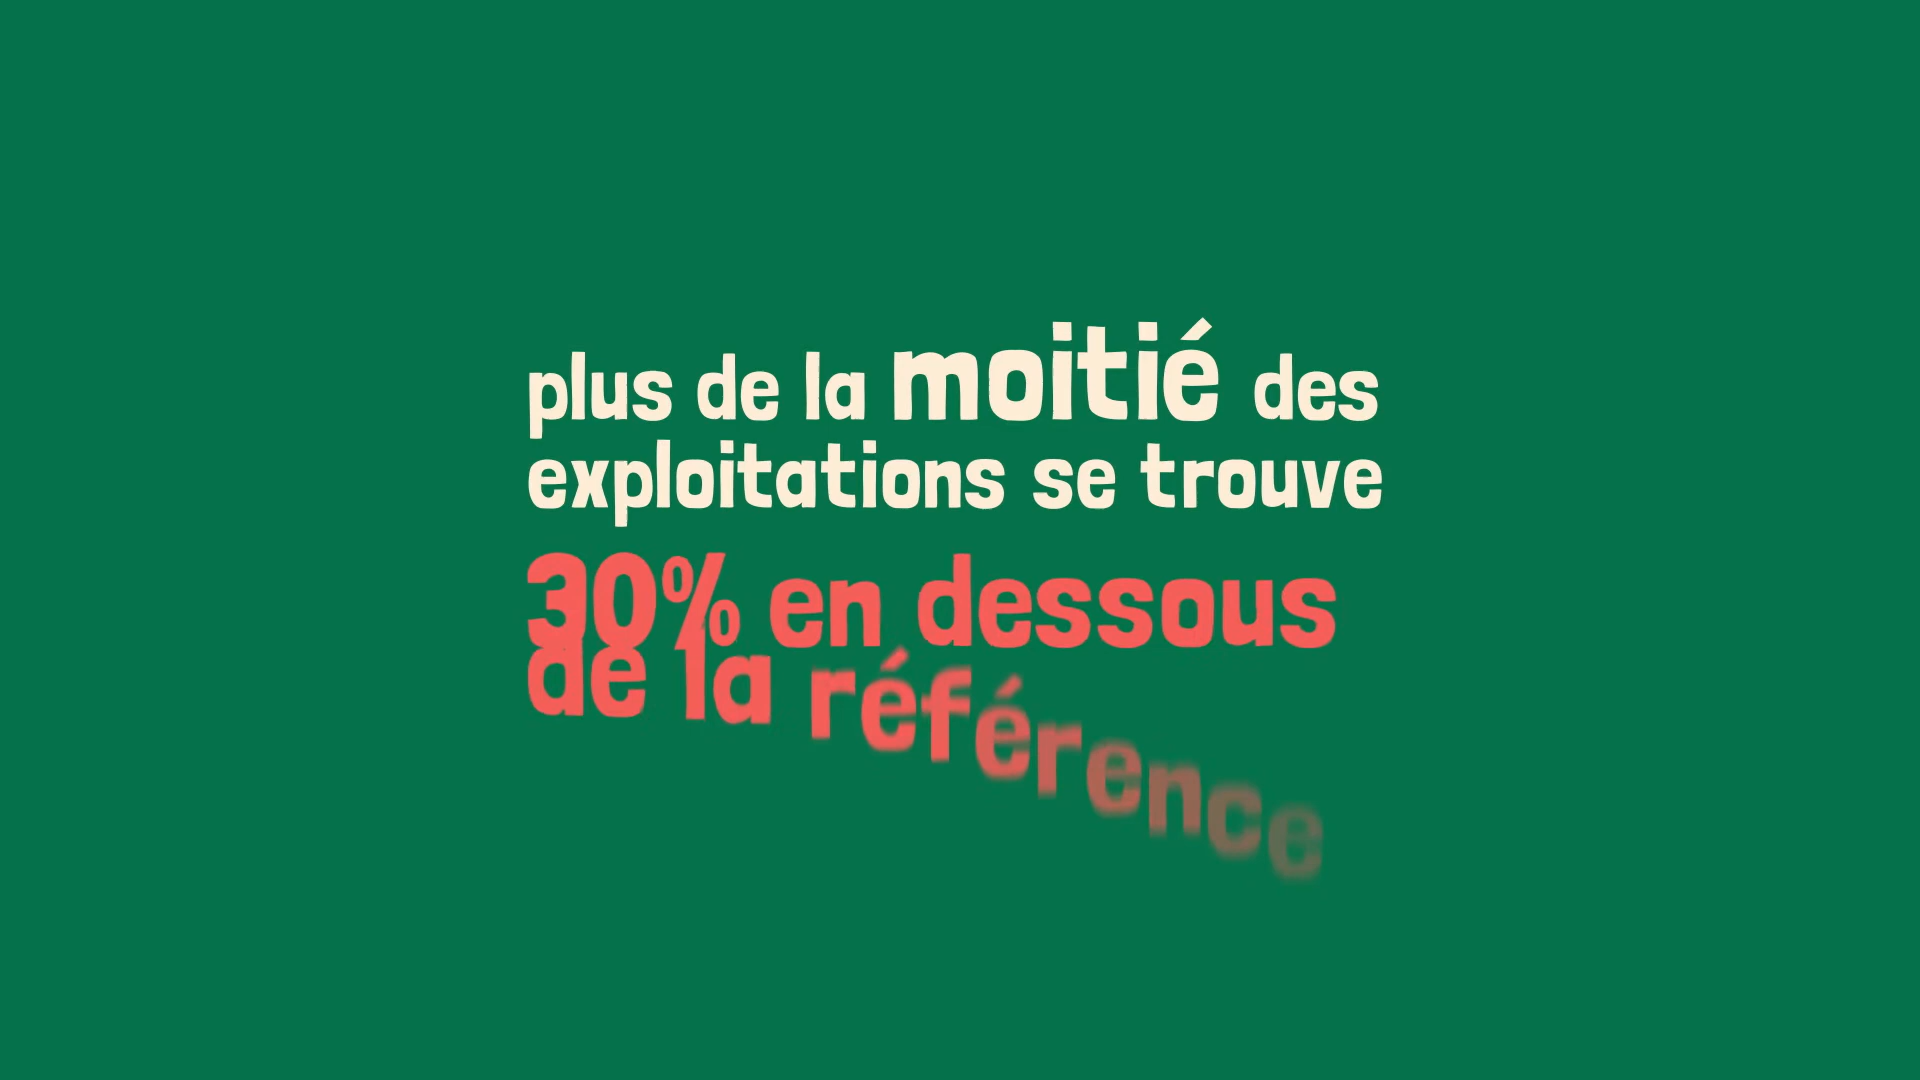 plus de la moitié des
exploitations se trouve
30% en dessous
de la référence